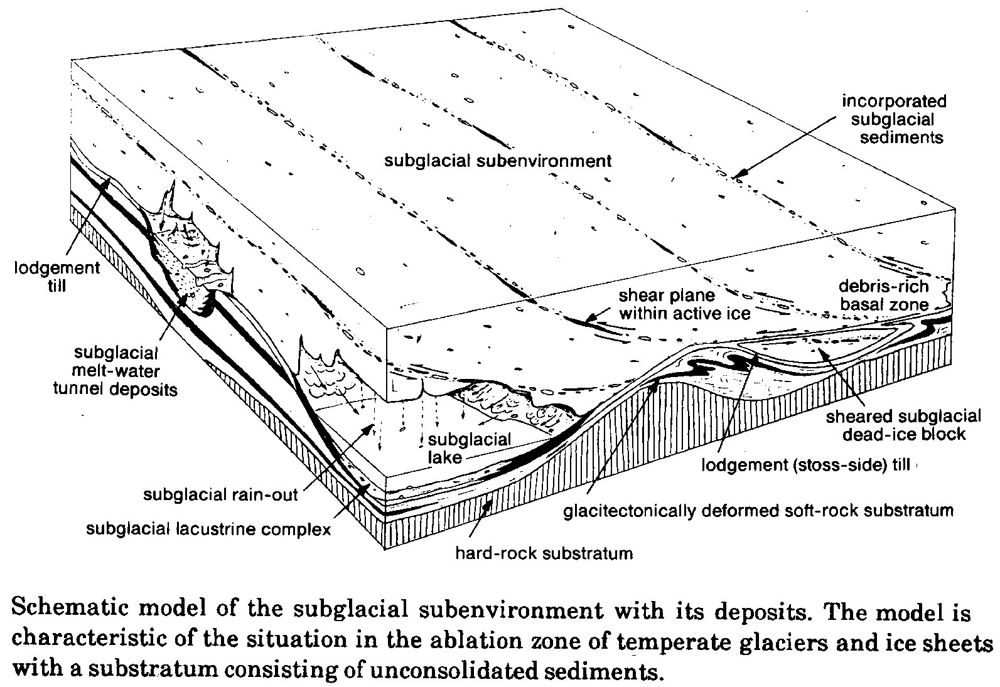 incorporated
subglacial
sediments
subglacial subenvironment
lodgement
till
shear plane
within active ice
debris-rich
basal zone
subglacial
melt-water
tunnel deposits
sheared subglacial
dead-ice block
subglacial
lake
lodgement (stoss-side) till
subglacial rain-out
glacitectonically deformed soft-rock substratum
subglacial lacustrine complex
hard-rock substratum
Schematic model of the subglacial subenvironment with its deposits. The model is
characteristic of the situation in the ablation zone of temperate glaciers and ice sheets
with a substratum consisting of unconsolidated sediments.